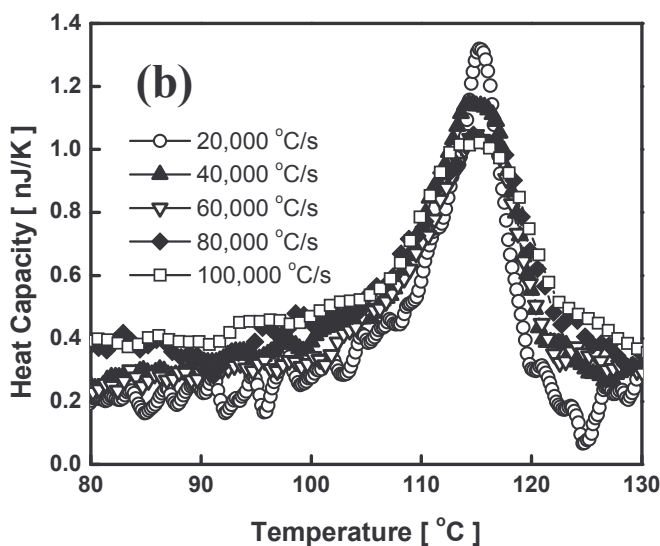 1.4
(b)
1.2
20,000 °C/s
1.0
40,000 °C/s
60,000 °C/s
0.8
80,000 °C/s
100,000 °C/s
0.6
0.4
0.2
0.0
Heat Capacity [ nJ/K ]
80 90 100 110 120 130
Temperature [ °C ]